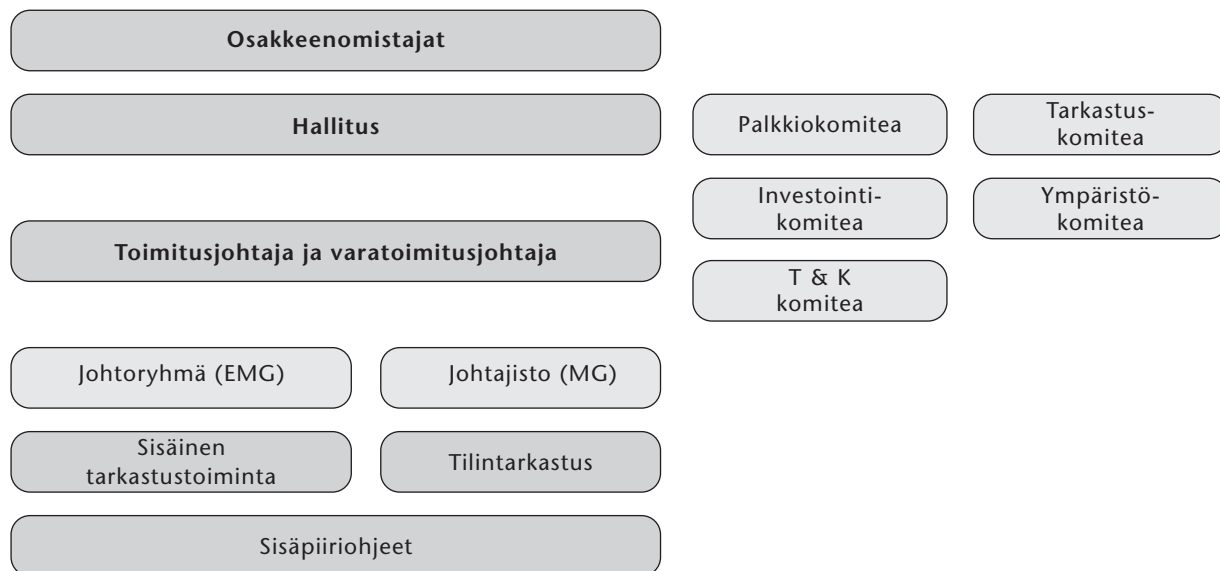 Osakkeenomistajat
Hallitus
Palkkiokomitea
Tarkastus-
komitea
Investointi-
komitea
Ympäristö-
komitea
Toimitusjohtaja ja varatoimitusjohtaja
T & K
komitea
Johtoryhmä (EMG)
Johtajisto (MG)
Sisäinen
tarkastustoiminta
Tilintarkastus
Sisäpiiriohjeet